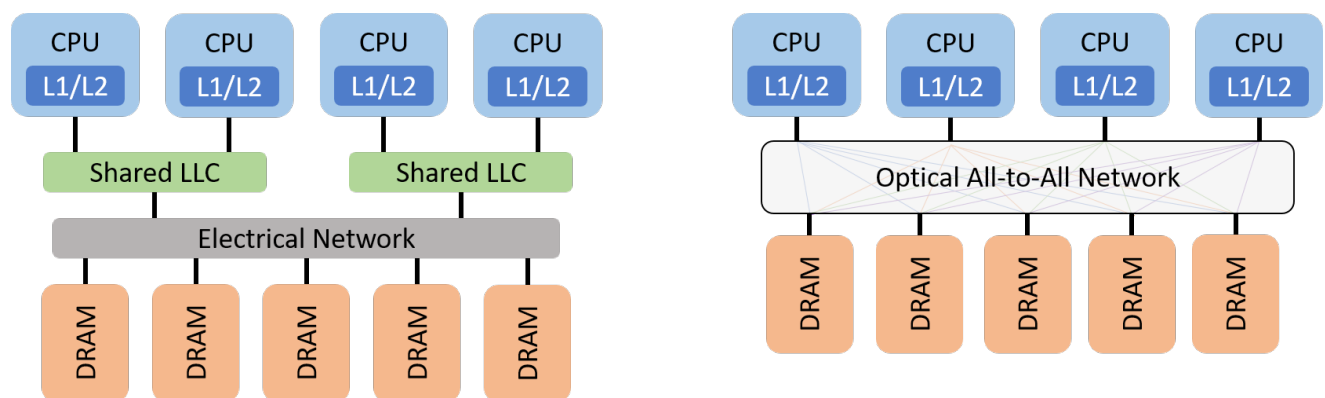 CPU
L1/L2
CPU
L1/L2
CPU
L1/L2
CPU
L1/L2
Shared LLC
Shared LLC
Electrical Network
DRAM
DRAM
DRAM
DRAM
DRAM
CPU
L1/L2
CPU
L1/L2
CPU
L1/L2
CPU
L1/L2
Optical All-to-All Network
DRAM
DRAM
DRAM
DRAM
DRAM